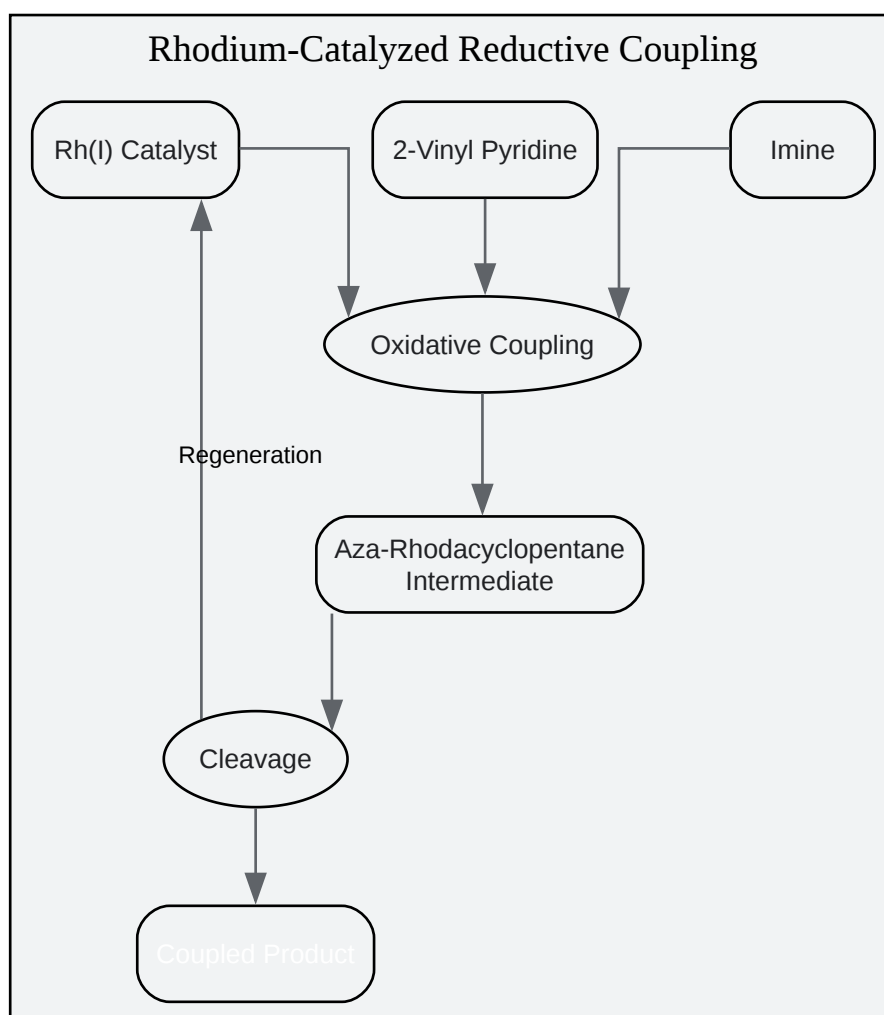 Rhodium-Catalyzed Reductive Coupling
Rh(I) Catalyst
2-Vinyl Pyridine
Imine
Oxidative Coupling
Regeneration
Aza-Rhodacyclopentane
Intermediate
Cleavage
Coupled Product